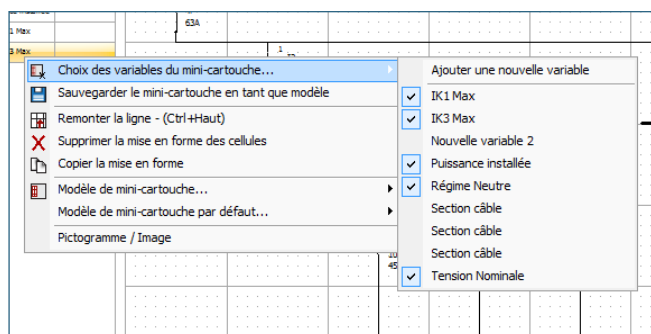 63A
1 Max
1
3 Max
Choix des variables du mini-cartouche...
Sauvegarder le mini-cartouche en tant que modèle
Remonter la ligne - (Ctrl+Haut)
Supprimer la mise en forme des cellules
Copier la mise en forme
Modèle de mini-cartouche...
Modèle de mini-cartouche par défaut...
Pictogramme / Image
Ajouter une nouvelle variable
IK1 Max
IK3 Max
Nouvelle variable 2
Puissance installée
Régime Neutre
Section câble
Section câble
Section câble
Tension Nominale